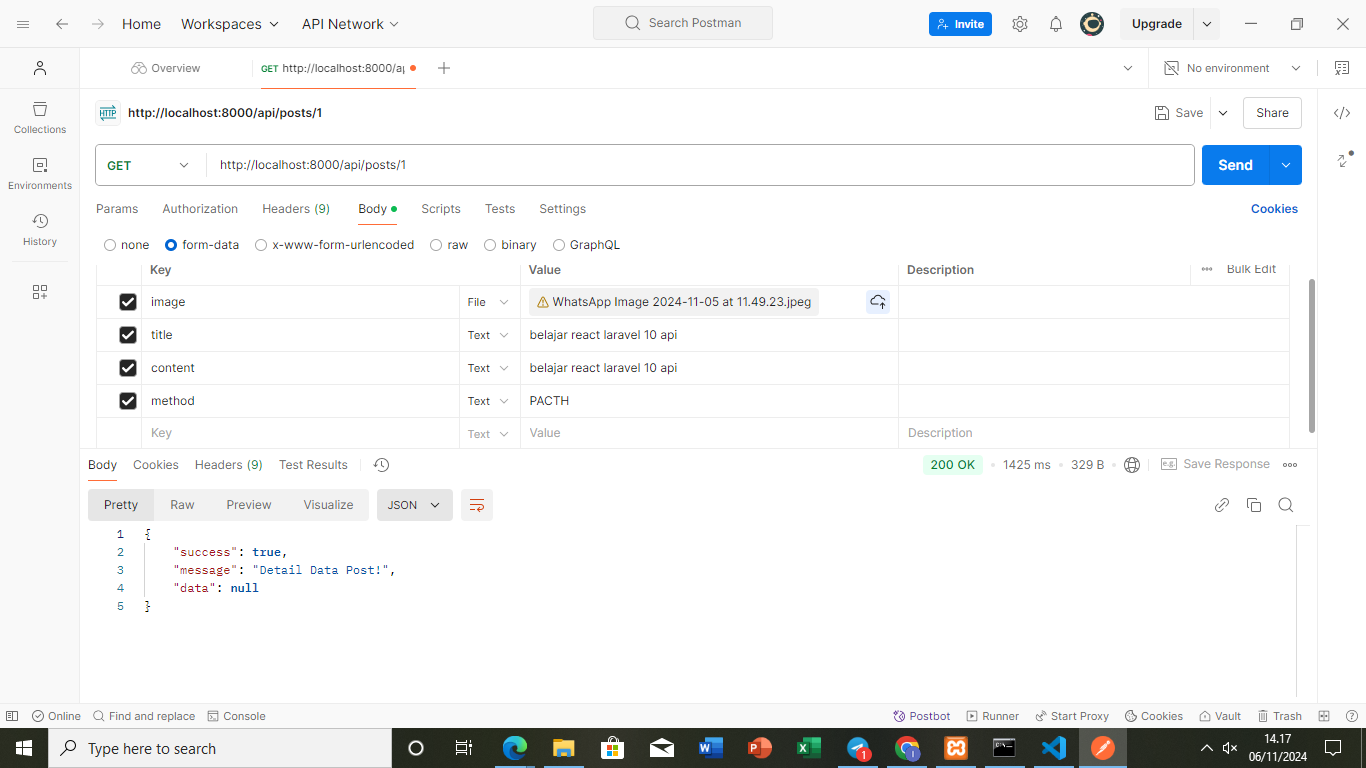 Home Workspaces API Network Search Postman Invite Upgrade
Overview GET http://localhost:8000/a No environment
HTTP http://localhost:8000/api/posts/1 Save Share
Collections
GET http://localhost:8000/api/posts/1 Send
Environments
Params Authorization Headers (9) Body Scripts Tests Settings Cookies
History
none form-data x-www-form-urlencoded raw binary GraphQL
Key Value Description Bulk Edit
image File WhatsApp Image 2024-11-05 at 11.49.23.jpeg
title Text belajar react laravel 10 api
content Text belajar react laravel 10 api
method Text PACTH
Key Text Value Description
Body Cookies Headers (9) Test Results 200 OK 1425 ms 329 B e.g. Save Response
Pretty Raw Preview Visualize JSON
1 {
2 "success": true,
3 "message": "Detail Data Post!",
4 "data": null
5 }
Online Find and replace Console Postbot Runner Start Proxy Cookies Vault Trash
Type here to search 1 14.17
06/11/2024